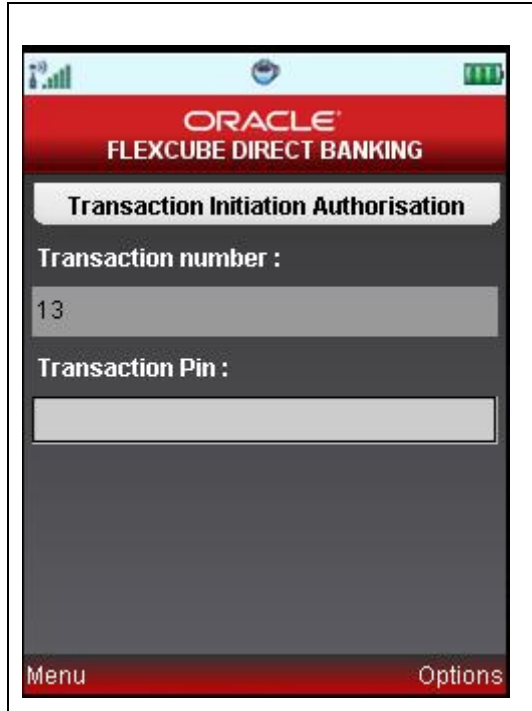 ORACLE
FLEXCUBE DIRECT BANKING
Transaction Initiation Authorisation
Transaction number :
13
Transaction Pin :
Menu Options